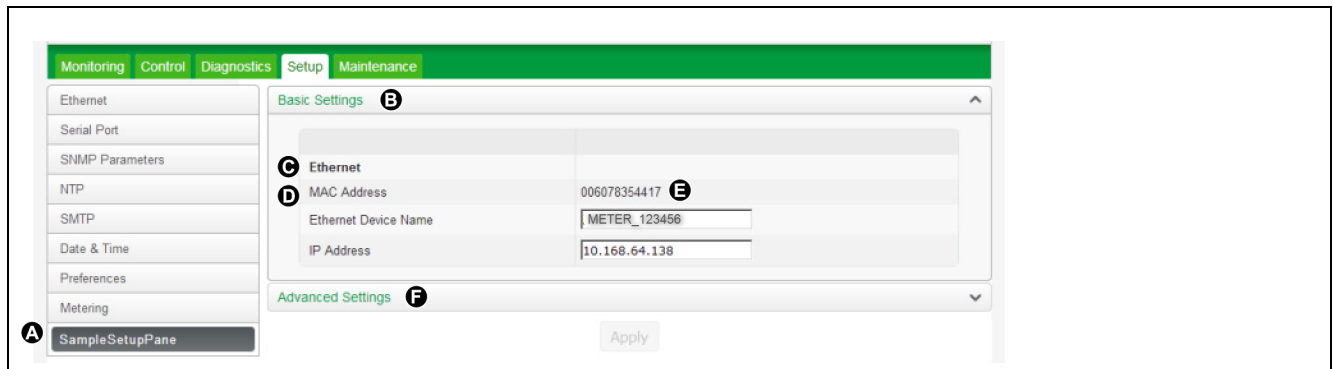 Monitoring Control Diagnostics Setup Maintenance
Ethernet
Serial Port
SNMP Parameters
NTP
SMTP
Date & Time
Preferences
Metering
A SampleSetupPane
Basic Settings B
C Ethernet
D MAC Address 006078354417 E
Ethernet Device Name METER_123456
IP Address 10.168.64.138
Advanced Settings F
Apply